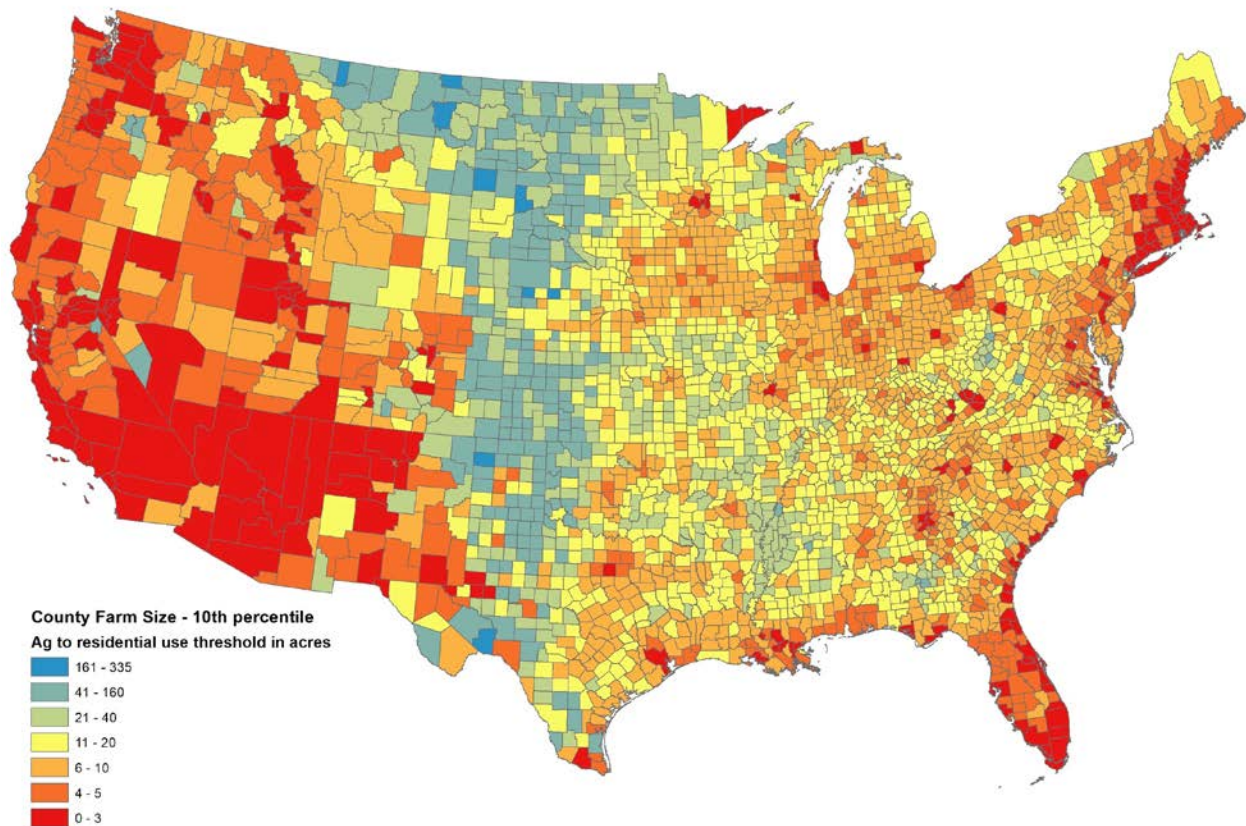 County Farm Size - 10th percentile
Ag to residential use threshold in acres
161 - 335
41 - 160
21 - 40
11 - 20
6 - 10
4 - 5
0 - 3